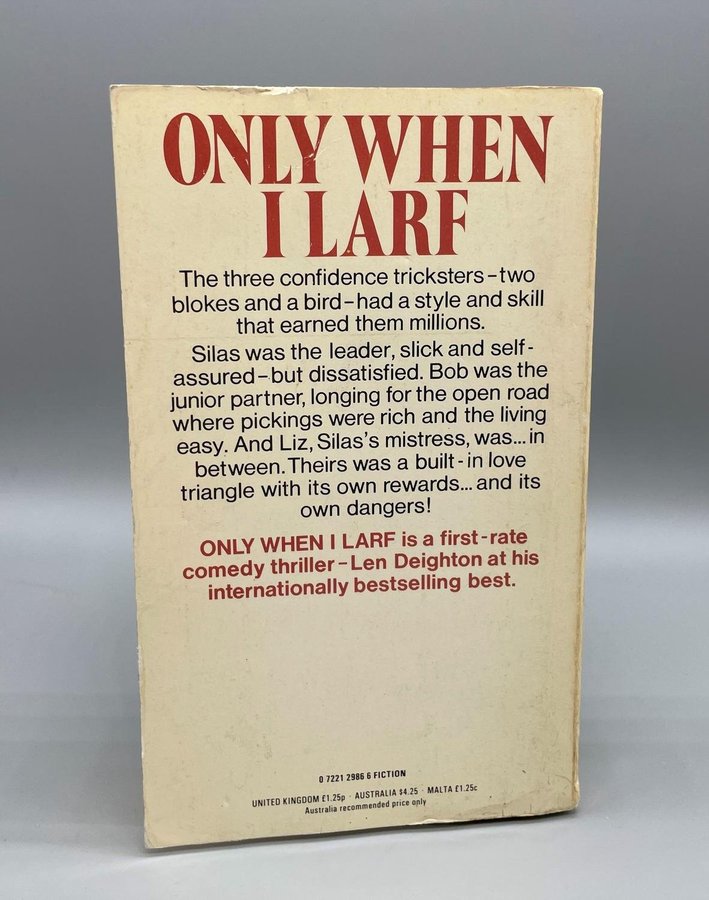 ONLY WHEN
I LARF
The three confidence tricksters–two
blokes and a bird–had a style and skill
that earned them millions.
Silas was the leader, slick and self-
assured–but dissatisfied. Bob was the
junior partner, longing for the open road
where pickings were rich and the living
easy. And Liz, Silas's mistress, was... in
between. Theirs was a built-in love
triangle with its own rewards... and its
own dangers!
ONLY WHEN I LARF is a first-rate
comedy thriller–Len Deighton at his
internationally bestselling best.
0 7221 2986 6 FICTION
UNITED KINGDOM £1.25p · AUSTRALIA $4.25 · MALTA £1.25c
Australia recommended price only